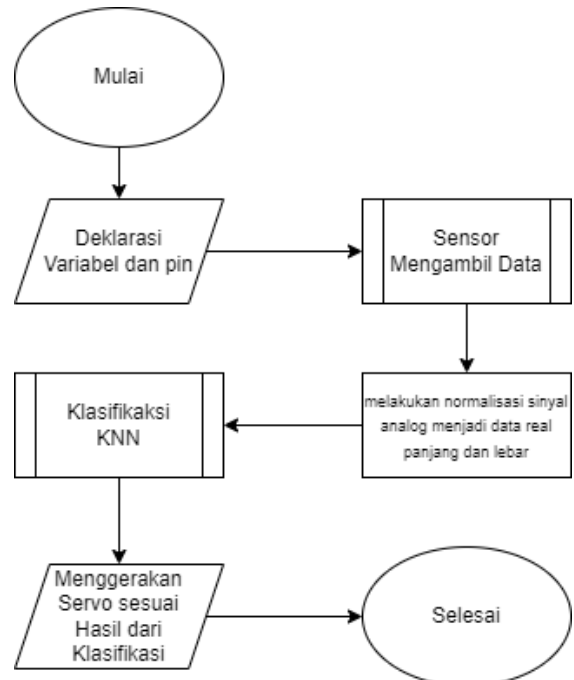 Mulai
Deklarasi
Variabel dan pin
Sensor
Mengambil Data
melakukan normalisasi sinyal
analog menjadi data real
panjang dan lebar
Klasifikaksi
KNN
Menggerakan
Servo sesuai
Hasil dari
Klasifikasi
Selesai